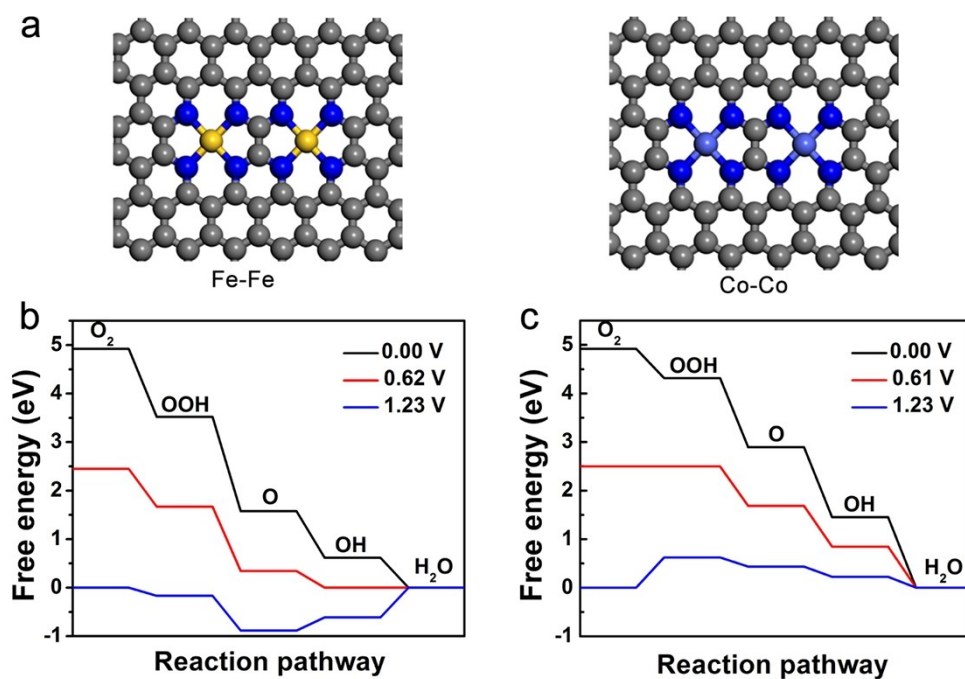 a
Fe-Fe
Co-Co
b
Free energy (eV)
5
4
3
2
1
0
-1
O₂
OOH
O
OH
H₂O
0.00 V
0.62 V
1.23 V
Reaction pathway
c
Free energy (eV)
5
4
3
2
1
0
-1
O₂
OOH
O
OH
H₂O
0.00 V
0.61 V
1.23 V
Reaction pathway